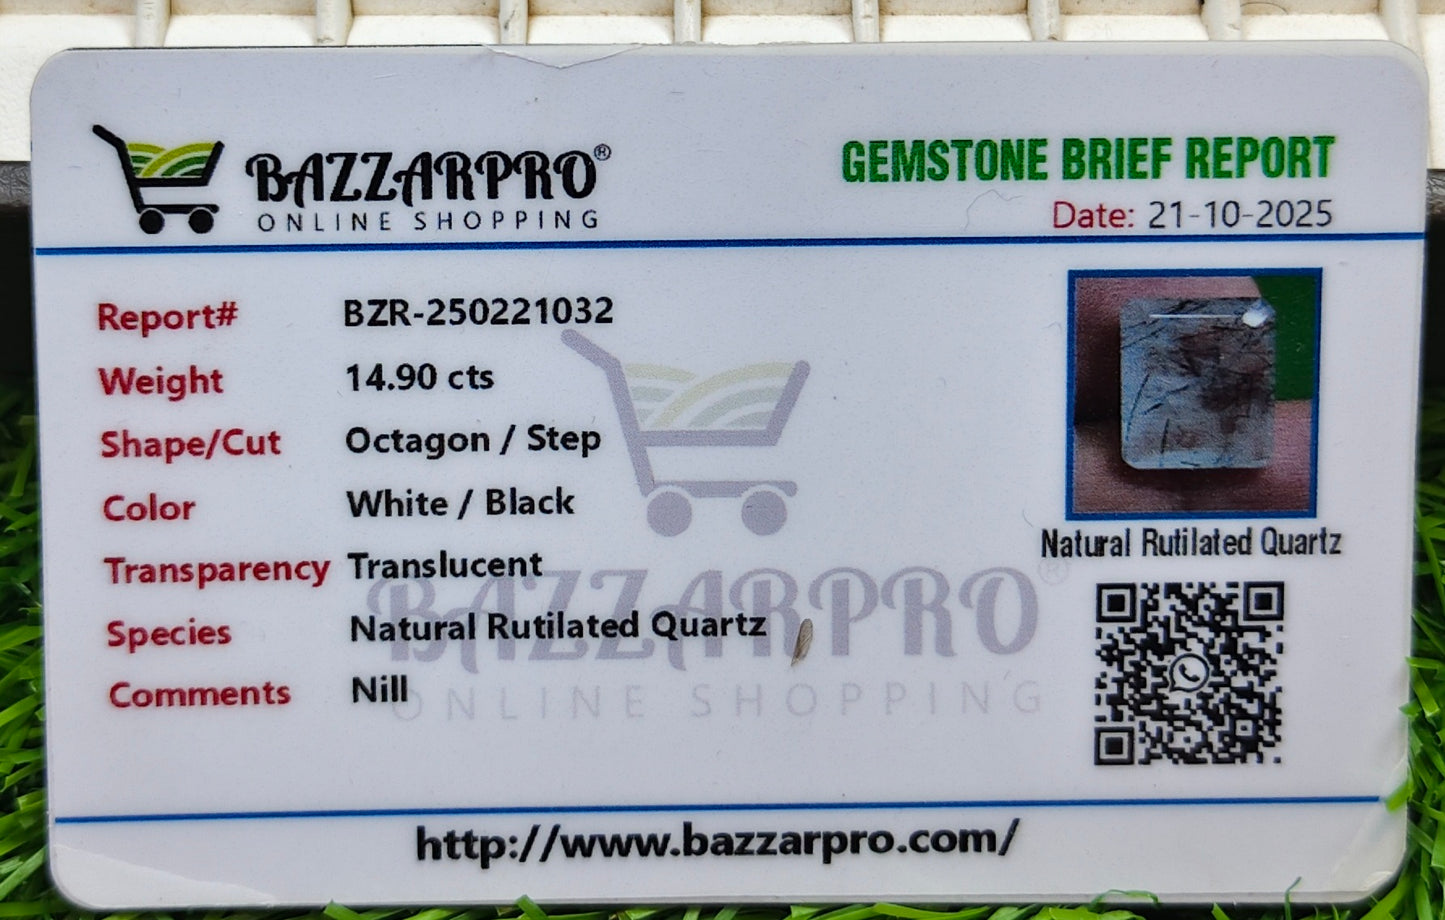 BAZZARPRO®
ONLINE SHOPPING
GEMSTONE BRIEF REPORT
Date: 21-10-2025
Report# BZR-250221032
Weight 14.90 cts
Shape/Cut Octagon / Step
Color White / Black
Transparency Translucent
Species Natural Rutilated Quartz
Comments Nill
Natural Rutilated Quartz
BAZZARPRO®
ONLINE SHOPPING
http://www.bazzarpro.com/